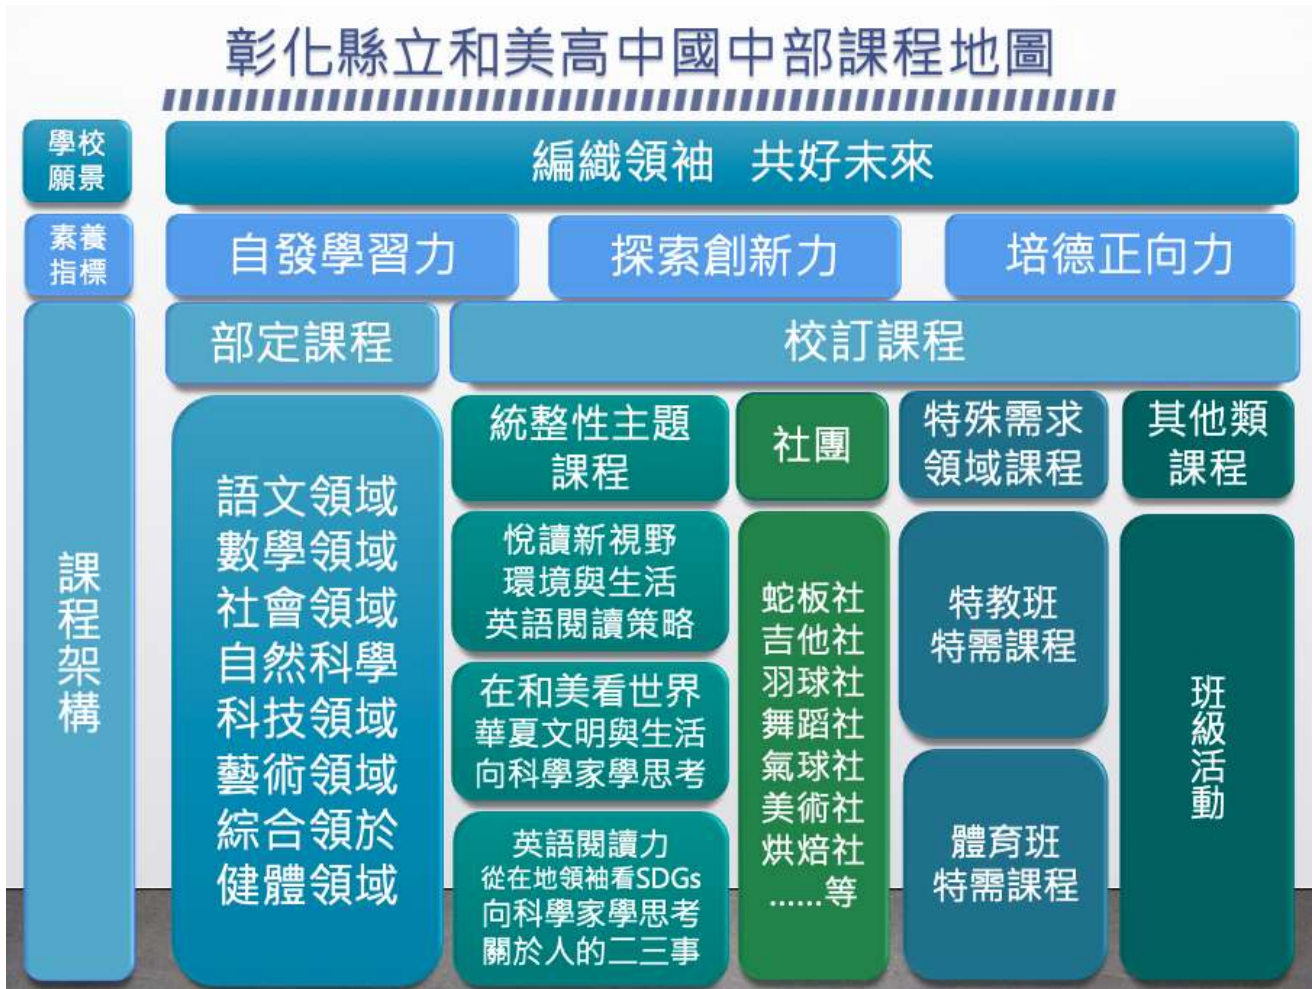 彰化縣立和美高中國中部課程地圖
學校
願景
編織領袖 共好未來
素養
指標
自發學習力
探索創新力
培德正向力
課程架構
部定課程
校訂課程
語文領域
數學領域
社會領域
自然科學
科技領域
藝術領域
綜合領於
健體領域
統整性主題
課程
悅讀新視野
環境與生活
英語閱讀策略
在和美看世界
華夏文明與生活
向科學家學思考
英語閱讀力
從在地領袖看SDGs
向科學家學思考
關於人的二三事
社團
蛇板社
吉他社
羽球社
舞蹈社
氣球社
美術社
烘焙社
......等
特殊需求
領域課程
特教班
特需課程
體育班
特需課程
其他類
課程
班級活動